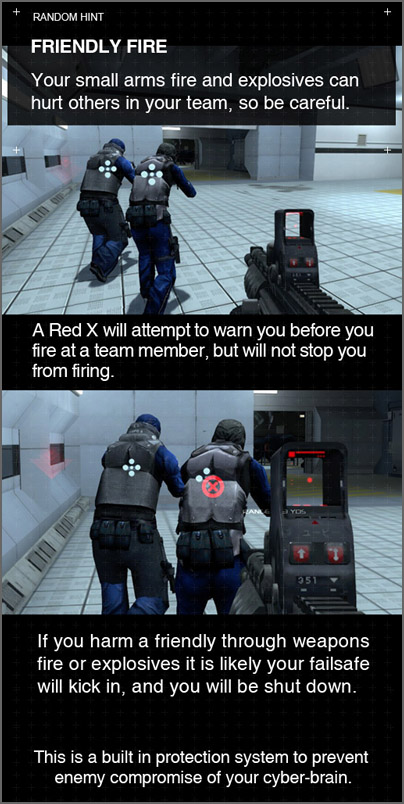 RANDOM HINT
FRIENDLY FIRE
Your small arms fire and explosives can
hurt others in your team, so be careful.
A Red X will attempt to warn you before you
fire at a team member, but will not stop you
from firing.
YDS
351
If you harm a friendly through weapons
fire or explosives it is likely your failsafe
will kick in, and you will be shut down.
This is a built in protection system to prevent
enemy compromise of your cyber-brain.